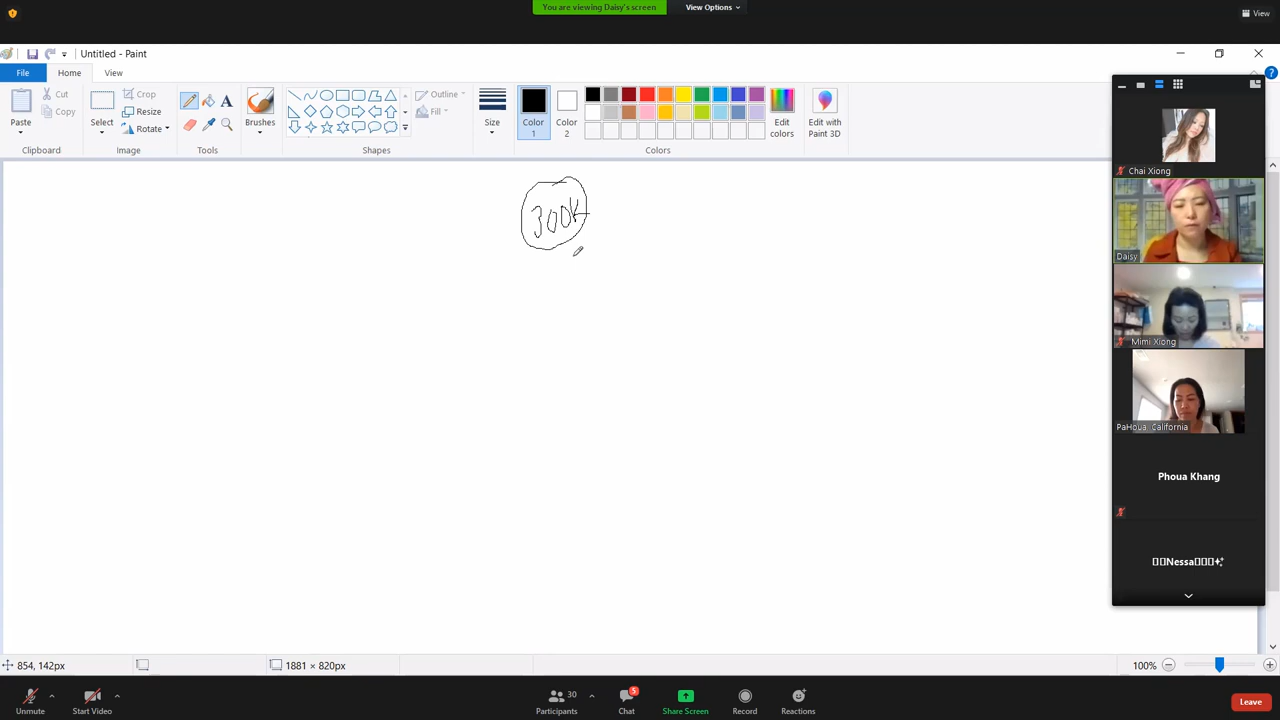 You are viewing Daisy's screen
View Options
View
Untitled - Paint
File
Home
View
Paste
Cut
Copy
Clipboard
Select
Crop
Resize
Rotate
Image
Tools
Brushes
Outline
Fill
Shapes
Size
Color
1
Color
2
Edit
colors
Colors
Edit with
Paint 3D
300K
Chai Xiong
Daisy
Mimi Xiong
PaHoua California
Phoua Khang
Nessa
854, 142px
1881 × 820px
100%
Unmute
Start Video
Participants
30
Chat
5
Share Screen
Record
Reactions
Leave